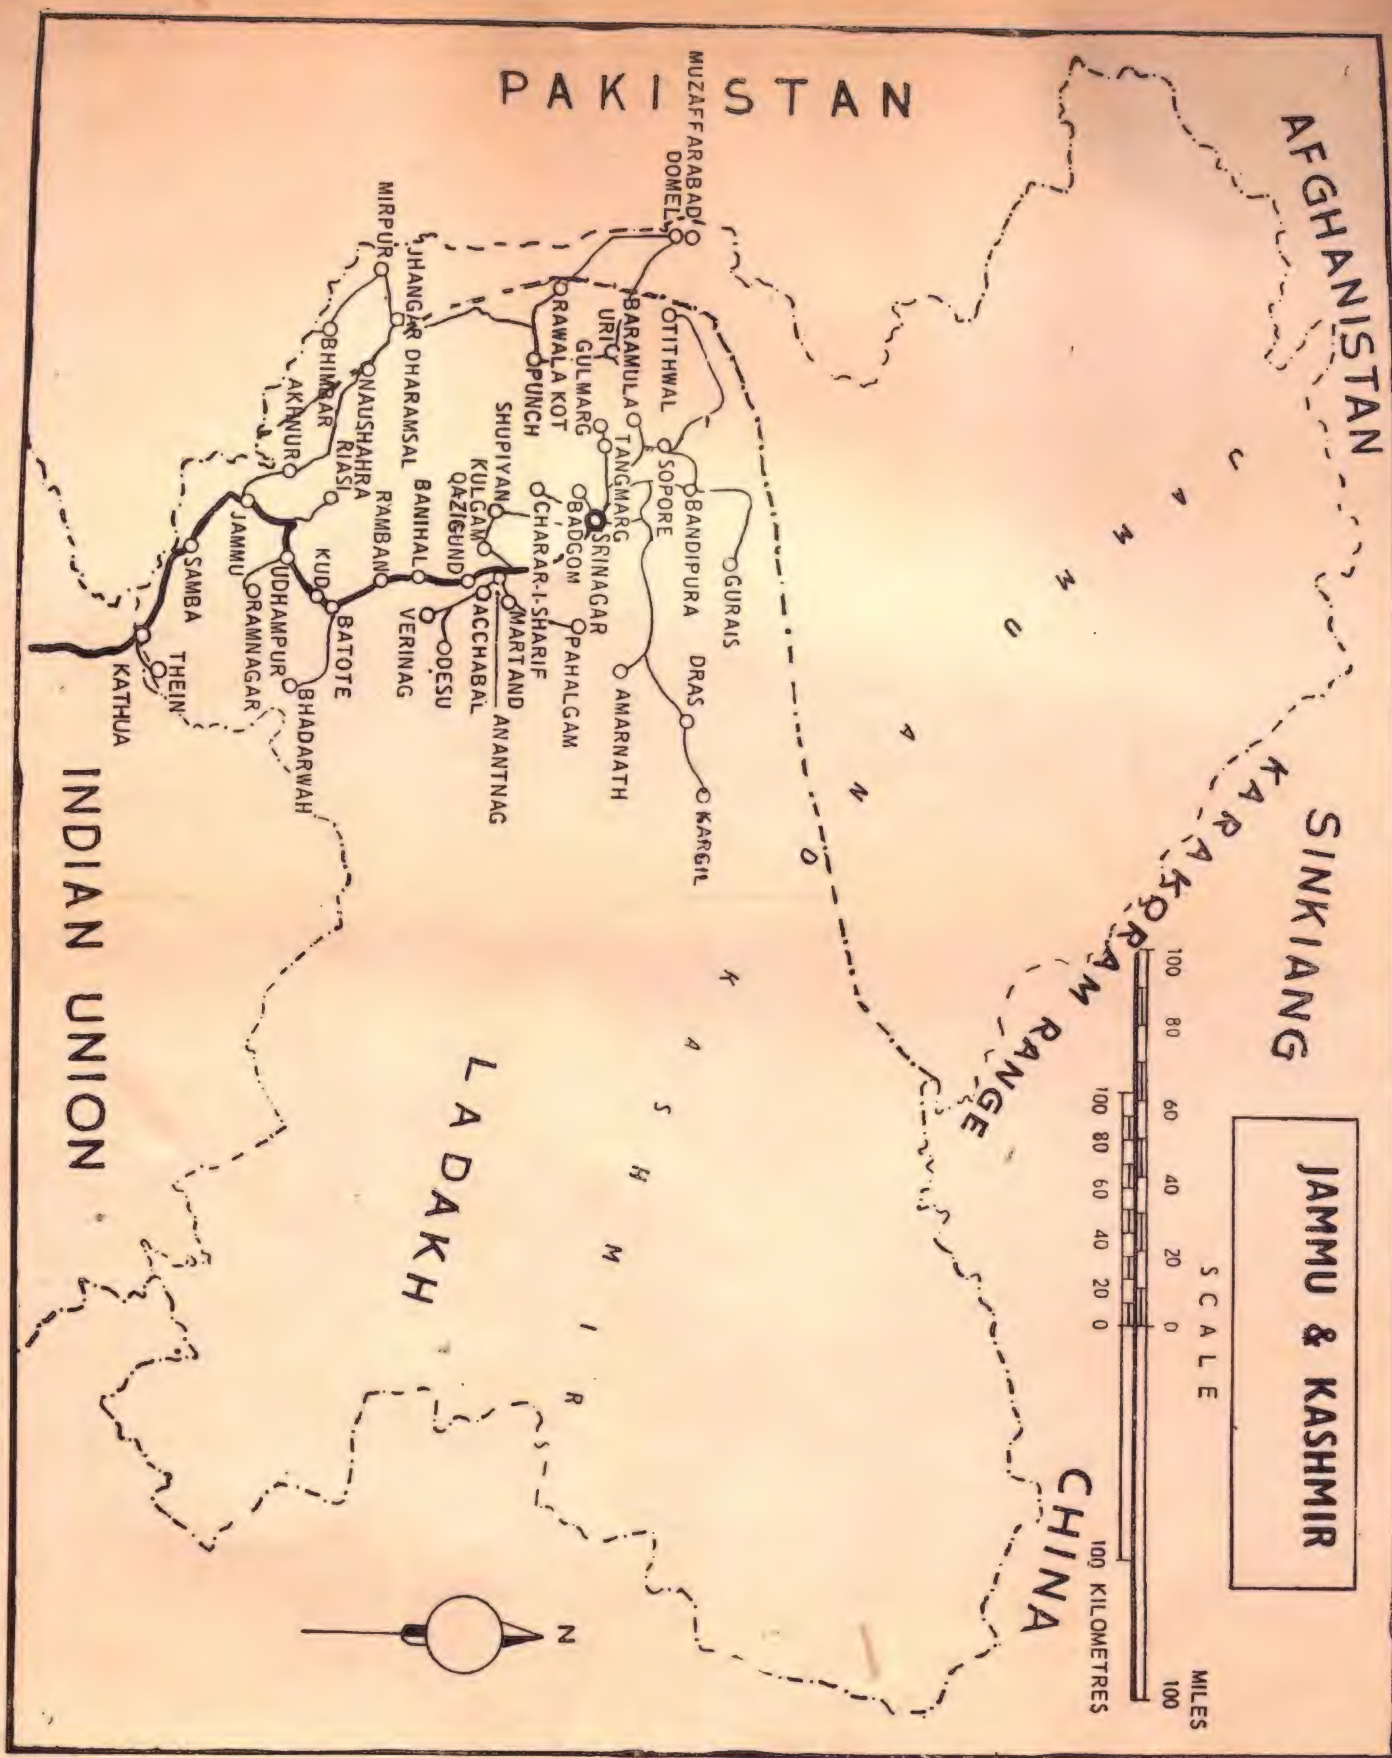 AFGHANISTAN
SINKIANG
JAMMU & KASHMIR
KARAKORAM RANGE
SCALE
MILES
100 80 60 40 20 0 100
100 80 60 40 20 0 100 KILOMETRES
CHINA
PAKISTAN
JAMMU AND KASHMIR
LADAKH
INDIAN UNION
N
GURAIS
MUZAFFARABAD
DOMEL
TITHWAL
BANDIPURA
DRAS
KARGIL
SOPORE
BARAMULA
URI
TANGMARG
GULMARG
SRINAGAR
AMARNATH
BADGOM
PAHALGAM
RAWALA KOT
PUNCH
CHARAR-I-SHARIF
SHUPIYAN
MARTAND
ANANTNAG
KULGAM
ACCHABAL
QAZIGUND
DESU
VERINAG
JHANGAR DHARAMSAL
BANIHAL
MIRPUR
RAMBAN
NAUSHAHRA
RIASI
BATOTE
BHIMBAR
KUD
BHADARWAH
AKHNUR
UDHAMPUR
RAMNAGAR
JAMMU
SAMBA
THEIN
KATHUA